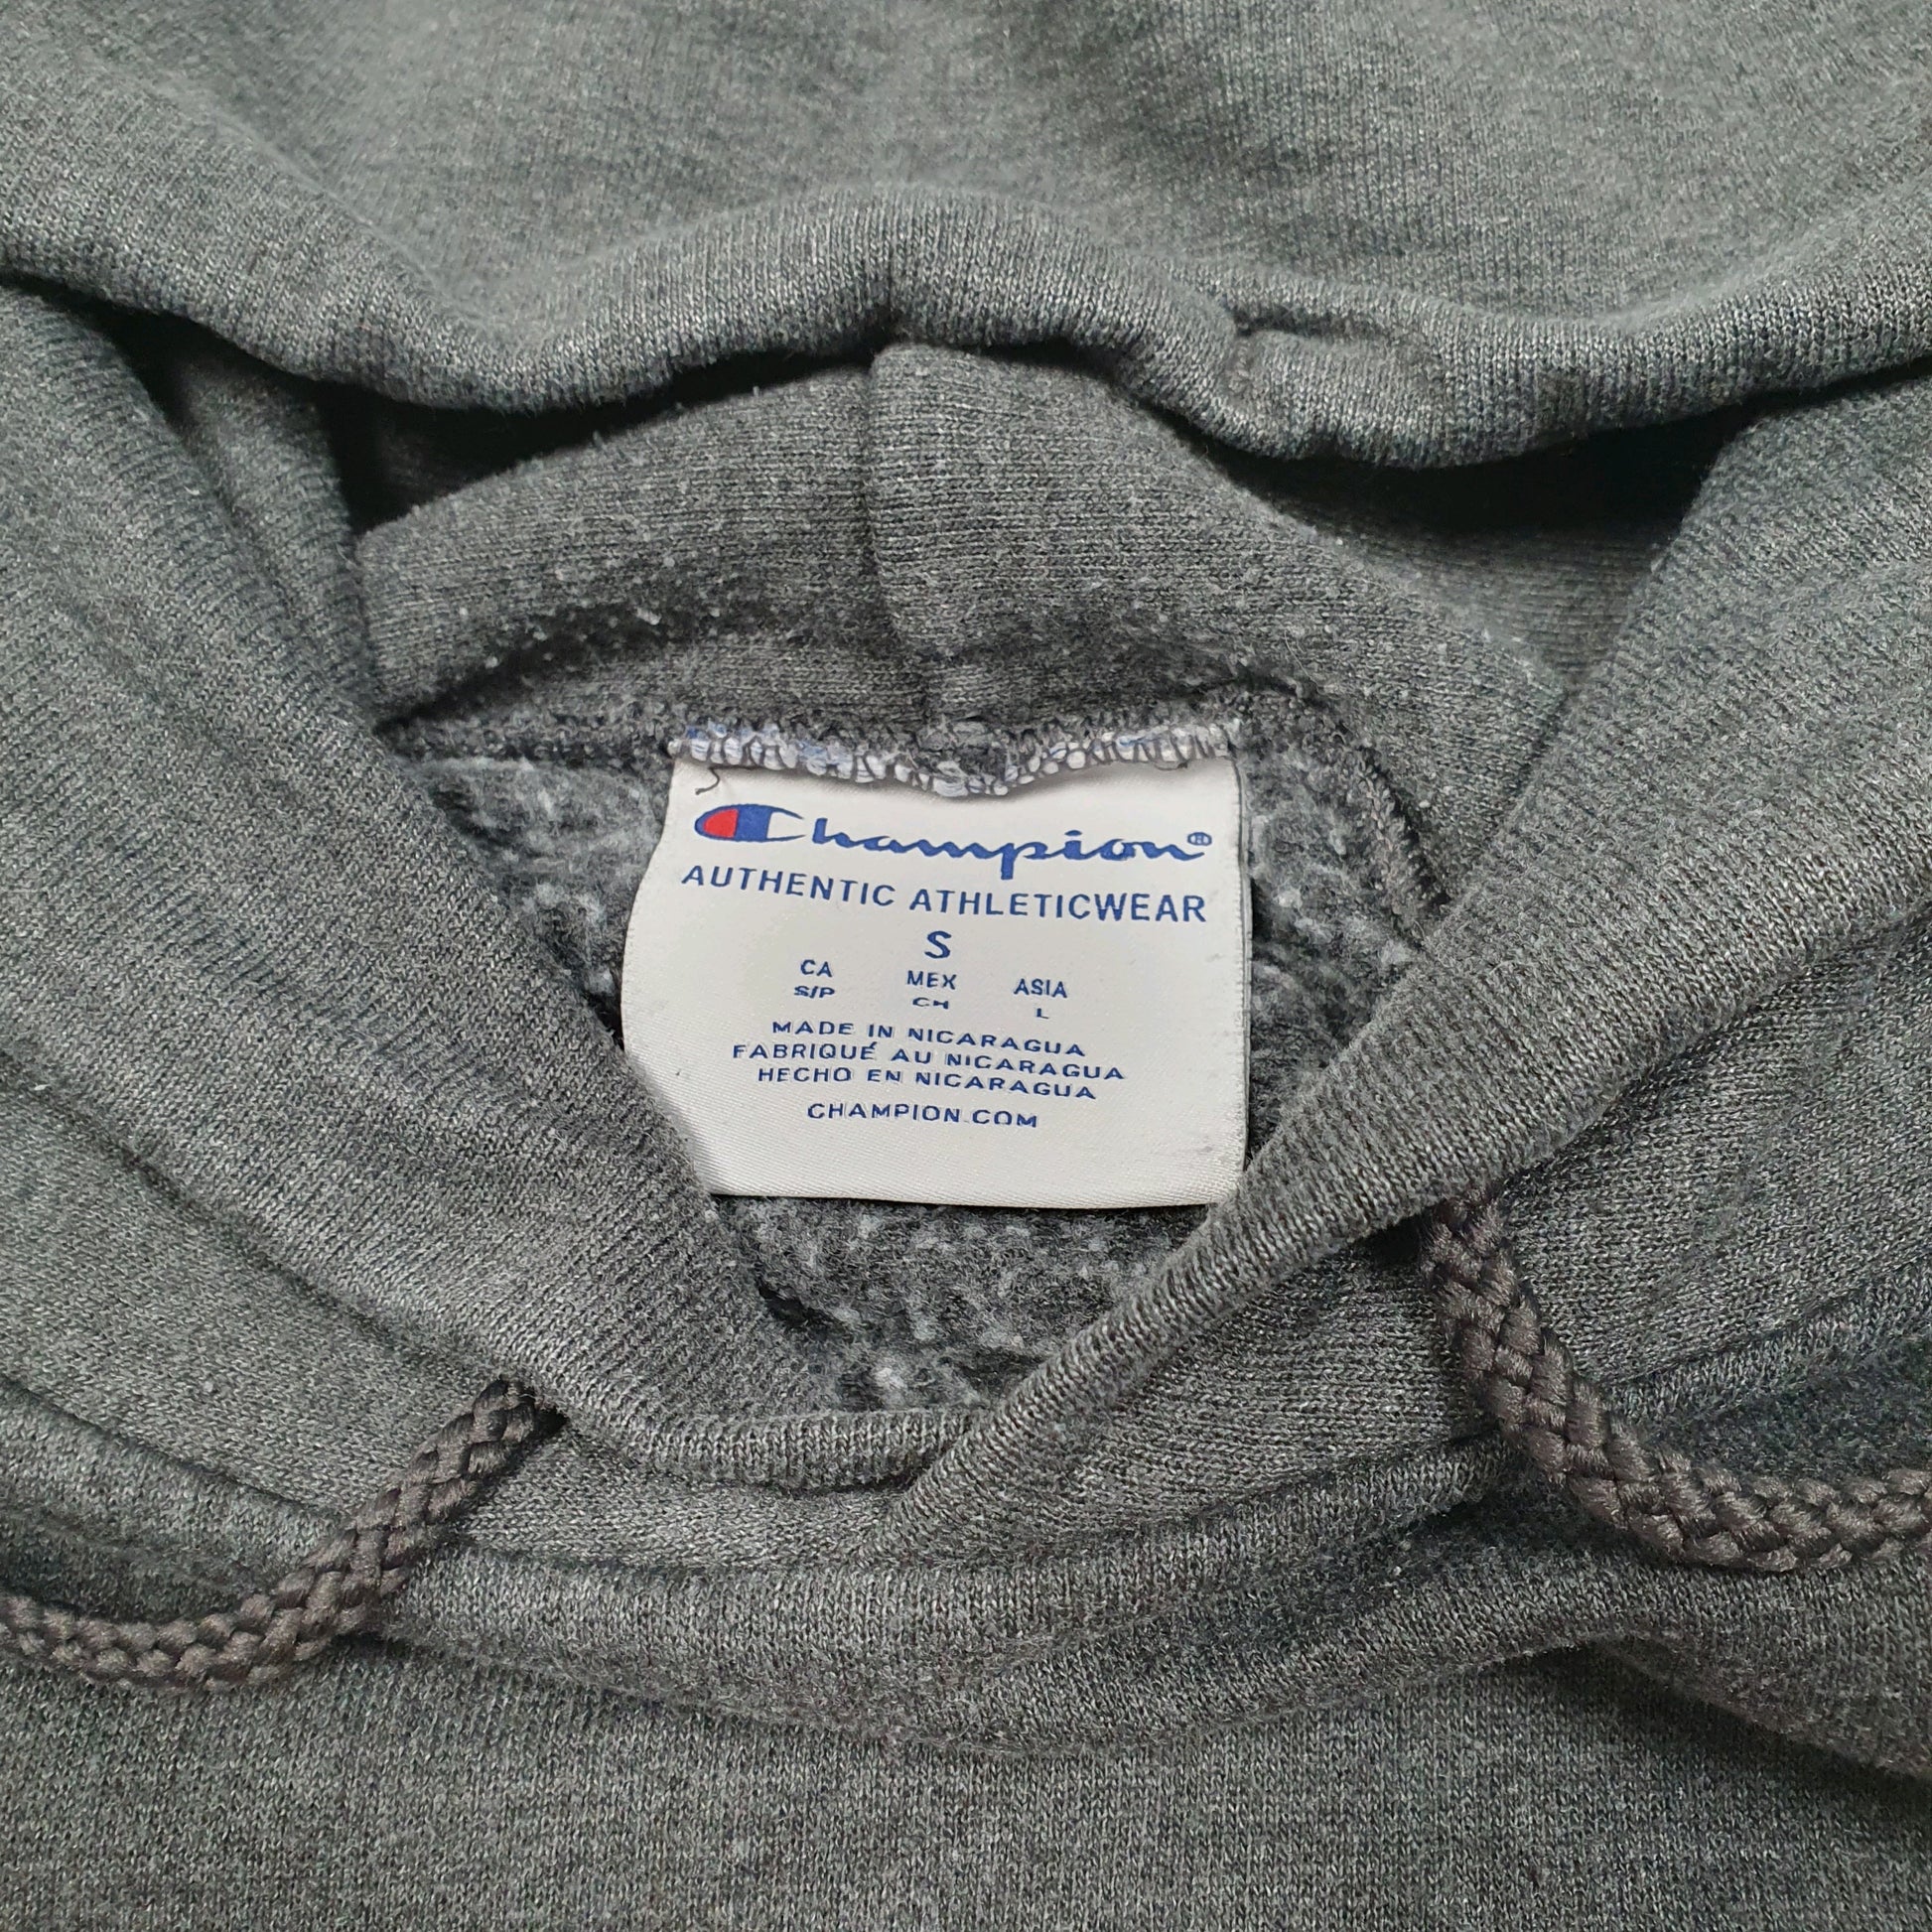 Champion®
AUTHENTIC ATHLETICWEAR
S
CA MEX ASIA
S/P CH L
MADE IN NICARAGUA
FABRIQUÉ AU NICARAGUA
HECHO EN NICARAGUA
CHAMPION.COM